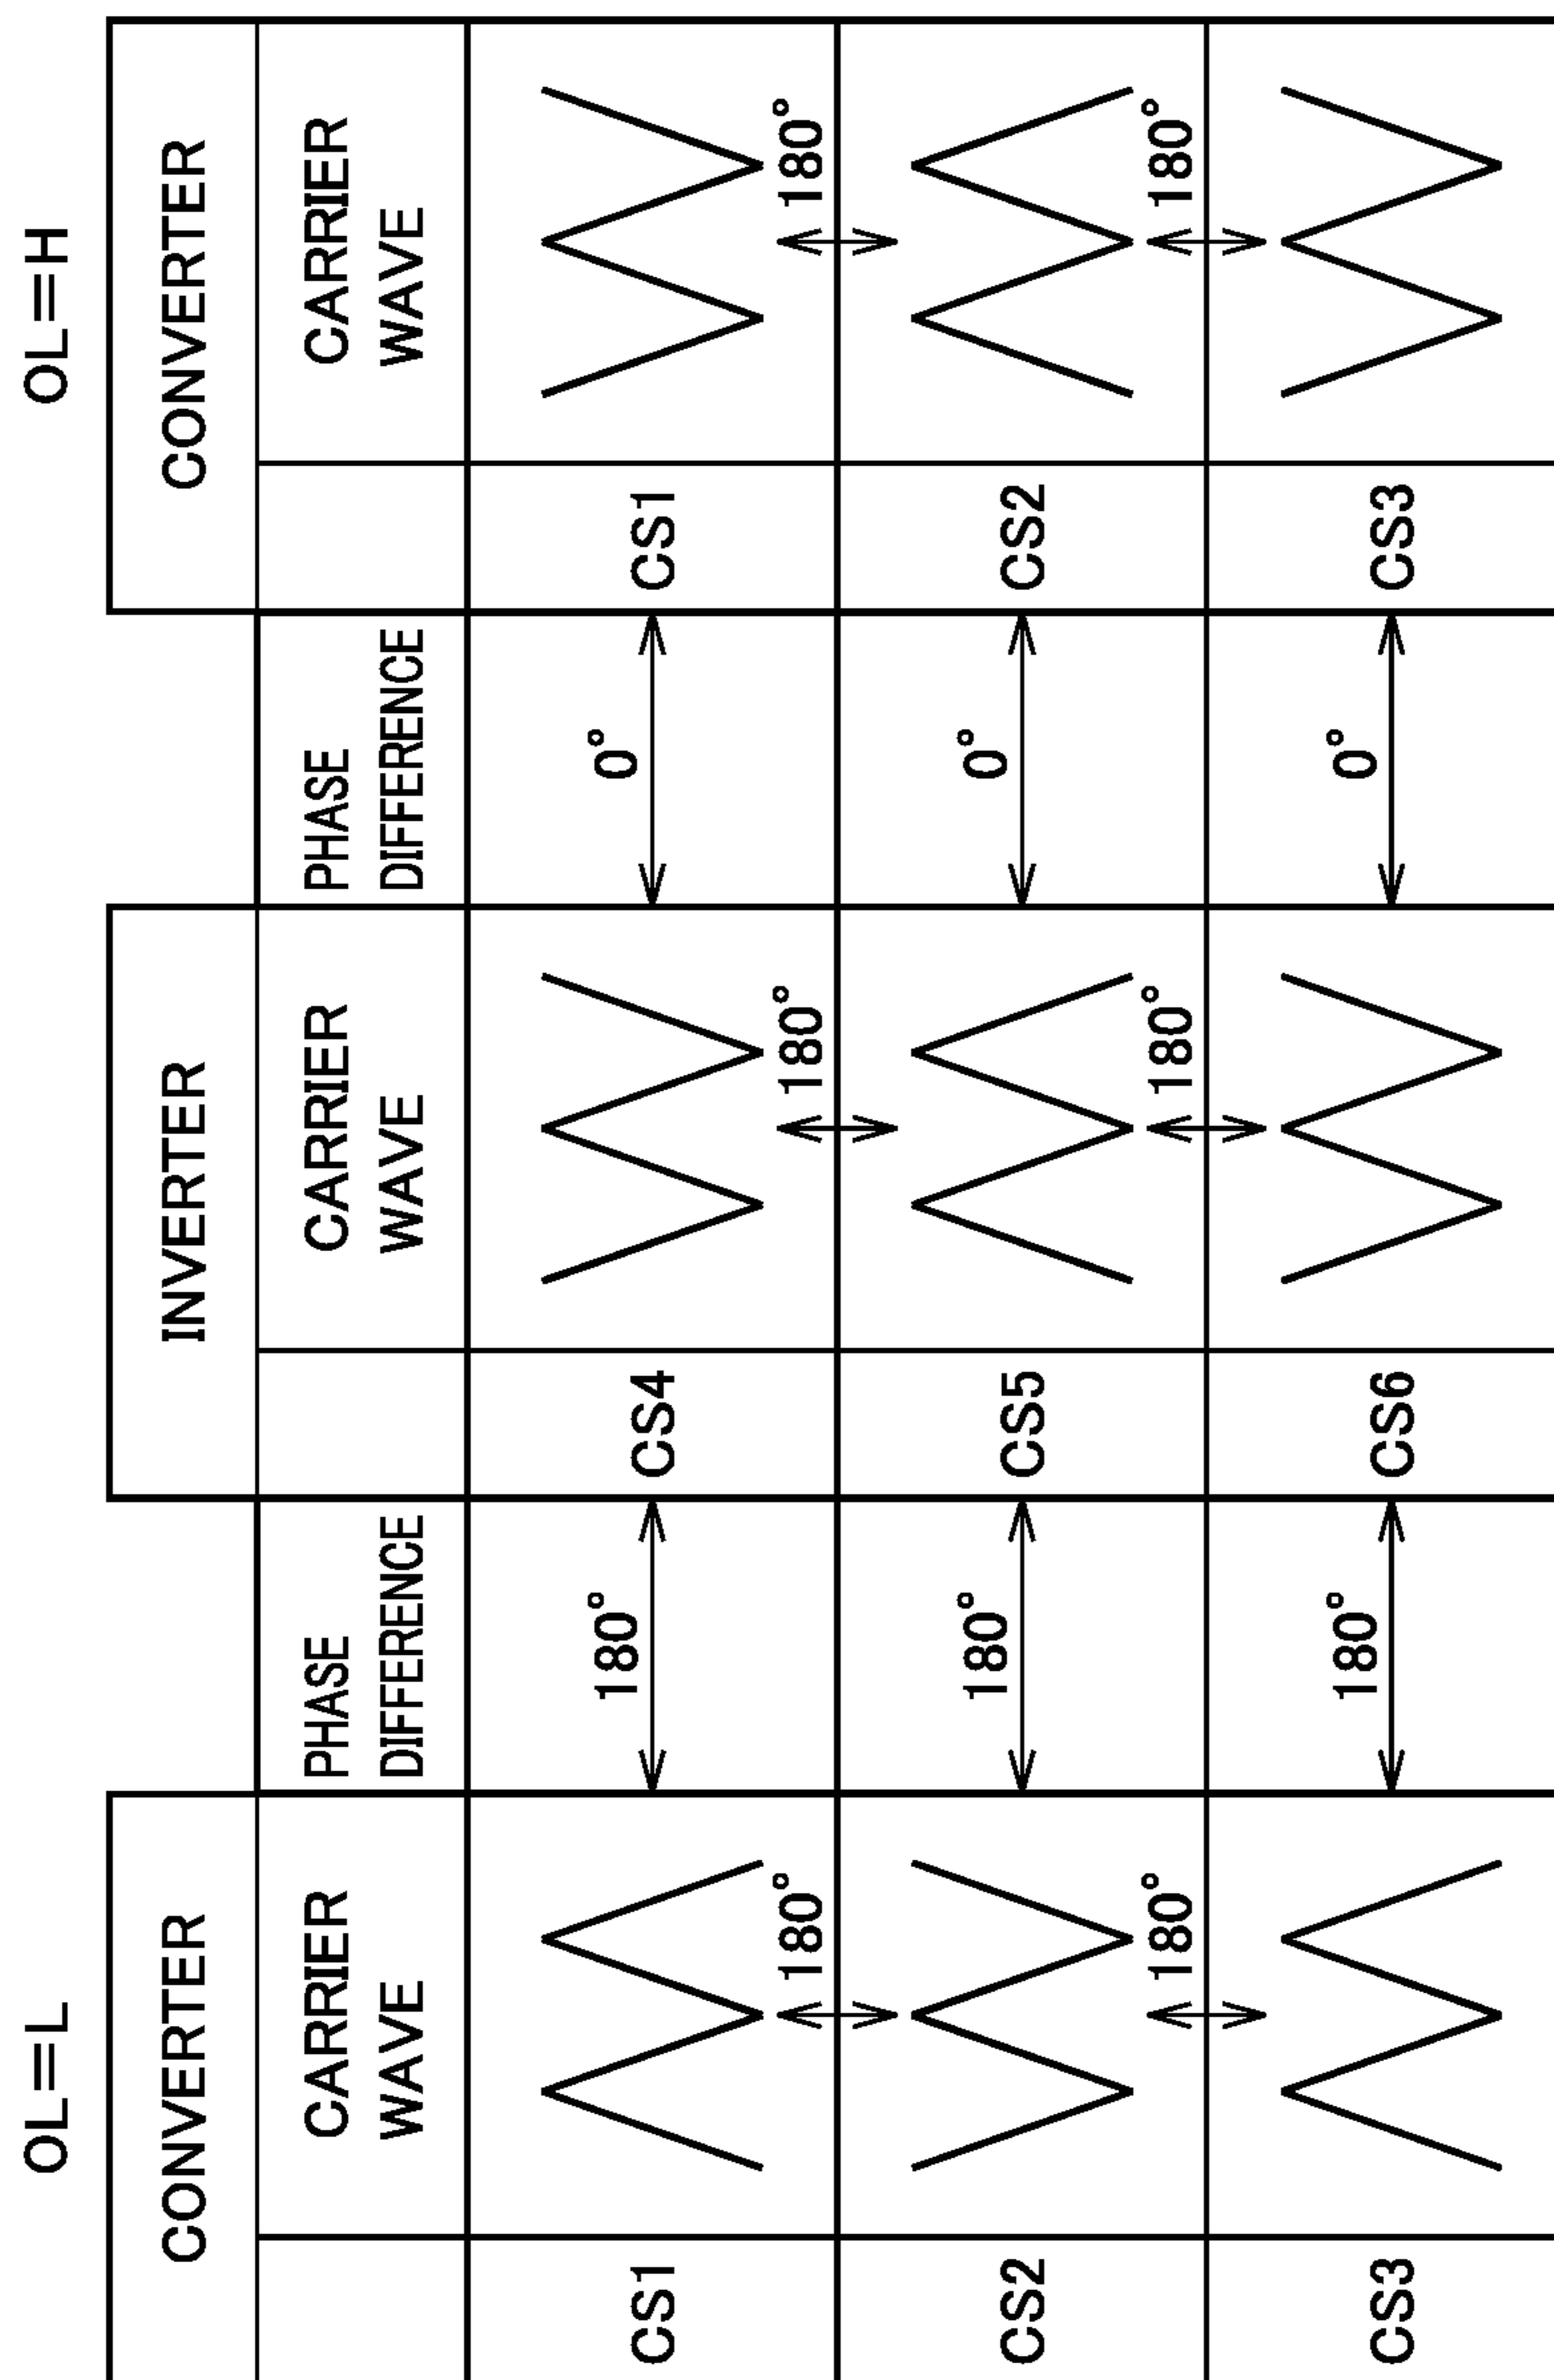 OL=L
OL=H
CONVERTER
INVERTER
CONVERTER
CARRIER
WAVE
PHASE
DIFFERENCE
CARRIER
WAVE
PHASE
DIFFERENCE
CARRIER
WAVE
CS1
180°
CS4
0°
CS1
180°
180°
180°
CS2
180°
CS5
0°
CS2
180°
180°
180°
CS3
180°
CS6
0°
CS3